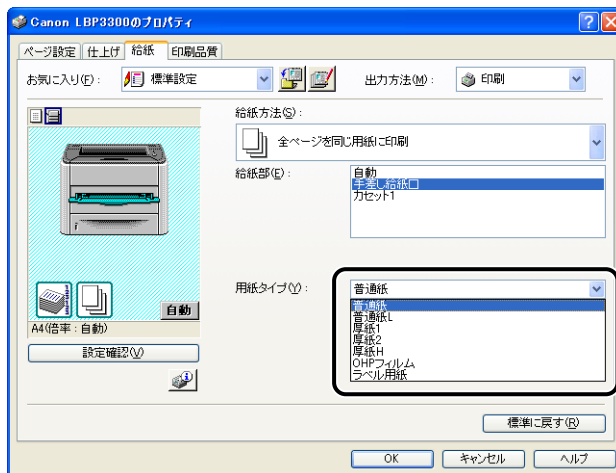 Canon LBP3300のプロパティ
ページ設定 仕上げ 給紙 印刷品質
お気に入り(F)： 標準設定 出力方法(M)： 印刷
給紙方法(S)：
全ページを同じ用紙に印刷
給紙部(E)：
自動
手差し給紙口
カセット1
用紙タイプ(Y)： 普通紙
普通紙
普通紙L
厚紙1
厚紙2
厚紙H
OHPフィルム
ラベル用紙
自動
A4(倍率：自動)
設定確認(V)
標準に戻す(R)
OK キャンセル ヘルプ